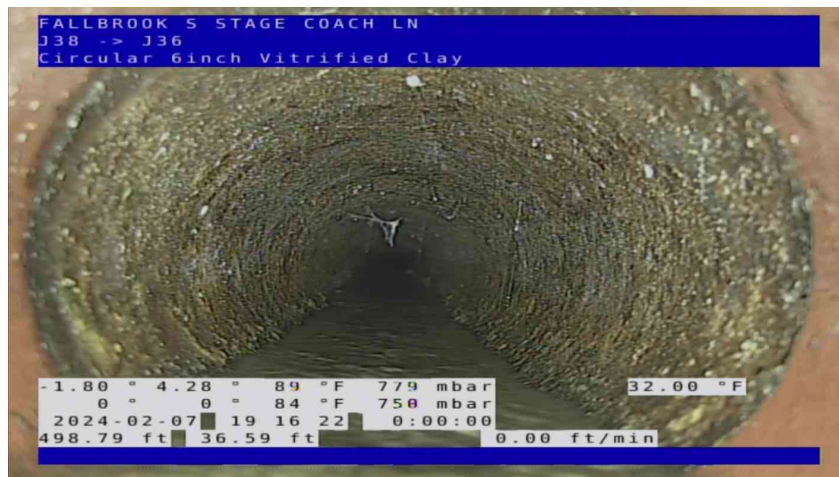 FALLBROOK S STAGE COACH LN
J38 -> J36
Circular 6inch Vitrified Clay
-1.80 ° 4.28 ° 89 °F 779 mbar 32.00 °F
0 ° 0 ° 84 °F 750 mbar
2024-02-07 19 16 22 0:00:00
498.79 ft 36.59 ft 0.00 ft/min